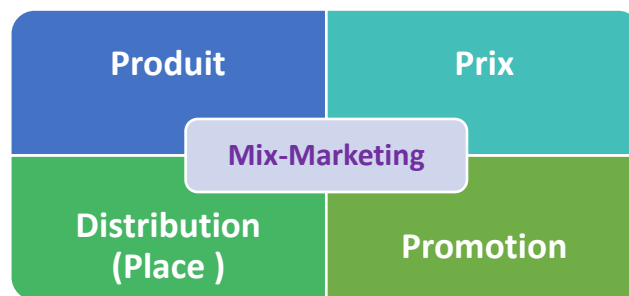 Produit
Prix
Mix-Marketing
Distribution
(Place )
Promotion